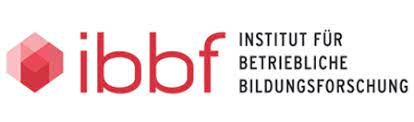 ibbf
INSTITUT FÜR
BETRIEBLICHE
BILDUNGSFORSCHUNG